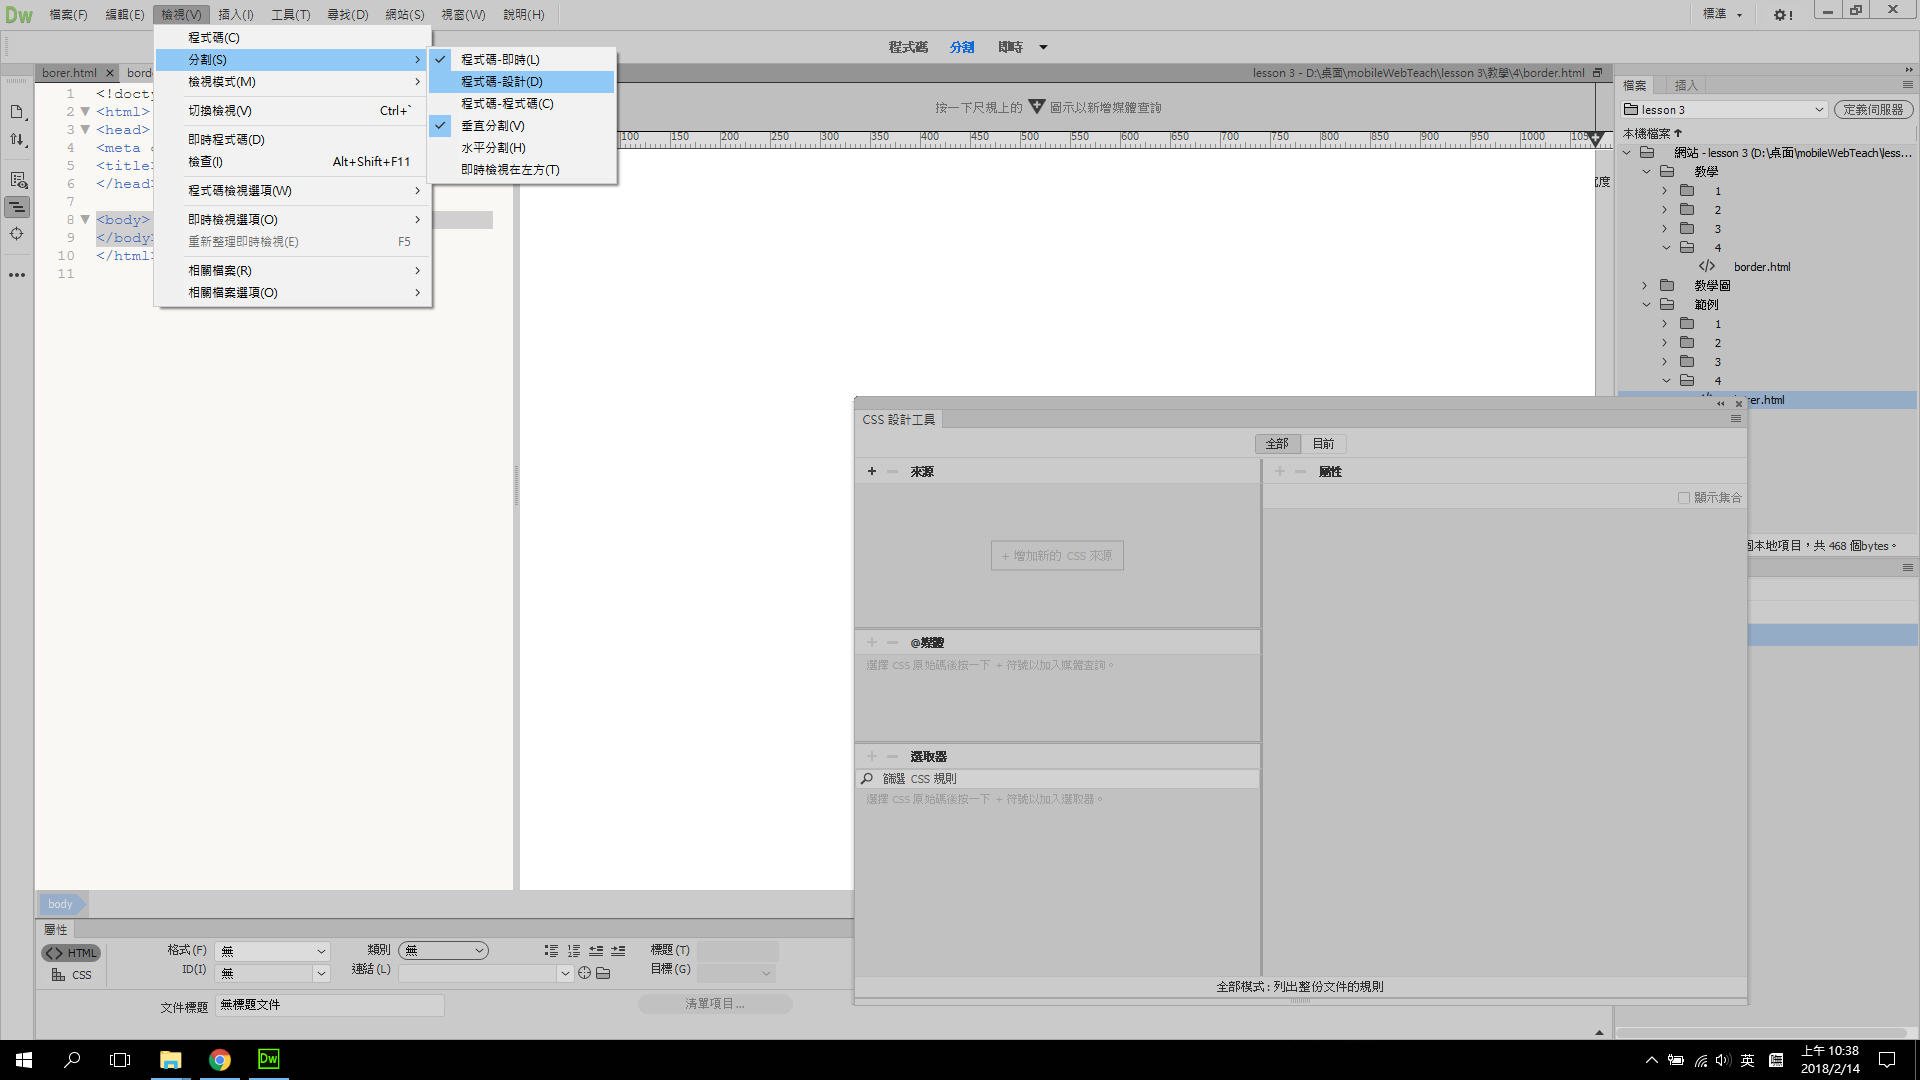 Dw 檔案(F) 編輯(E) 檢視(V) 插入(I) 工具(T) 尋找(D) 網站(S) 視窗(W) 說明(H) 標準
程式碼 分割 即時
程式碼(C)
分割(S)
檢視模式(M)
切換檢視(V) Ctrl+`
即時程式碼(D)
檢查(I) Alt+Shift+F11
程式碼檢視選項(W)
即時檢視選項(O)
重新整理即時檢視(E) F5
相關檔案(R)
相關檔案選項(O)
程式碼-即時(L)
程式碼-設計(D)
程式碼-程式碼(C)
垂直分割(V)
水平分割(H)
即時檢視在左方(T)
borer.html bord
lesson 3 - D:\桌面\mobileWebTeach\lesson 3\教學\4\border.html
1 <!docty
2 <html>
3 <head>
4 <meta c
5 <title>
6 </head>
7
8 <body>
9 </body>
10 </html>
11
按一下尺規上的 圖示以新增媒體查詢
100 150 200 250 300 350 400 450 500 550 600 650 700 750 800 850 900 950 1000 105
度
檔案 插入
lesson 3 定義伺服器
本機檔案
網站 - lesson 3 (D:\桌面\mobileWebTeach\less...
教學
1
2
3
4
border.html
教學圖
範例
1
2
3
4
rer.html
個本地項目，共 468 個bytes。
CSS 設計工具
全部 目前
+ − 來源
+ − 屬性
顯示集合
+ 增加新的 CSS 來源
+ − @媒體
選擇 CSS 原始碼後按一下 + 符號以加入媒體查詢。
+ − 選取器
篩選 CSS 規則
選擇 CSS 原始碼後按一下 + 符號以加入選取器。
全部模式 : 列出整份文件的規則
body
屬性
HTML
CSS
格式(F) 無 類別 無 標題(T)
ID(I) 無 連結(L) 目標(G)
文件標題 無標題文件 清單項目...
Dw
英
上午 10:38
2018/2/14